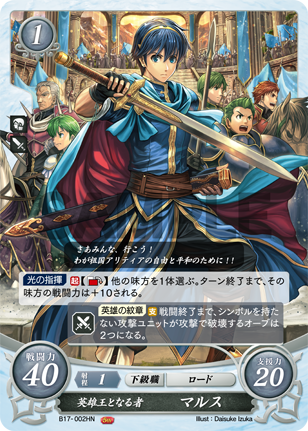 1
さあみんな、行こう!
わが祖国アリティアの自由と平和のために!!
光の指揮 起 【 】 他の味方を1体選ぶ。ターン終了まで、その
味方の戦闘力は+10される。
英雄の紋章 支 戦闘終了まで、シンボルを持た
ない攻撃ユニットが攻撃で破壊するオーブは
2つになる。
戦闘力
40
射程 1 下級職 ロード
支援力
20
英雄王となる者 マルス
B17-002HN
Illust : Daisuke Izuka